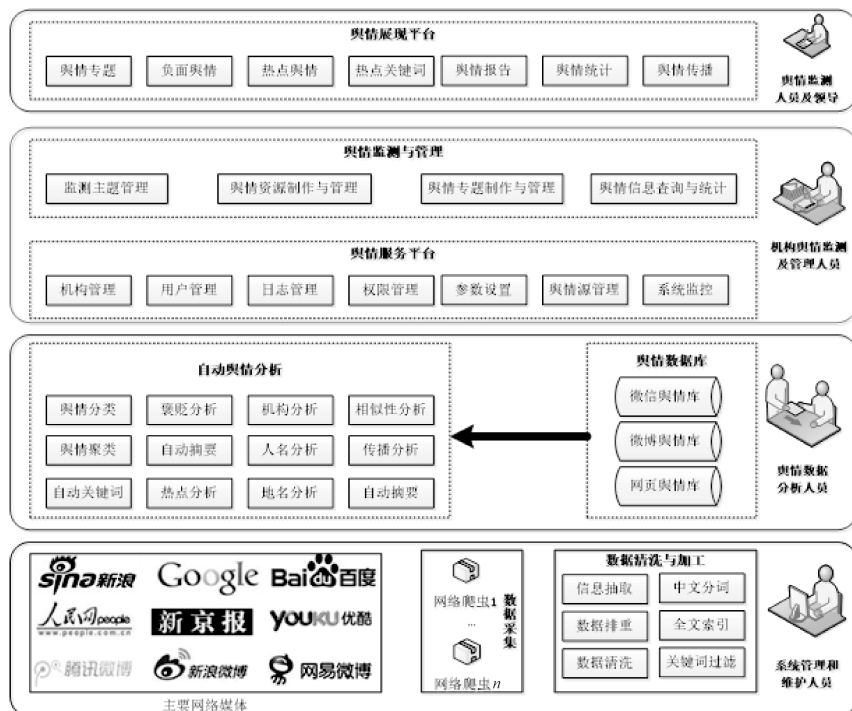 舆情展现平台
舆情专题 负面舆情 热点舆情 热点关键词 舆情报告 舆情统计 舆情传播
舆情监测
人员及领导
舆情监测与管理
监测主题管理 舆情资源制作与管理 舆情专题制作与管理 舆情信息查询与统计
舆情服务平台
机构管理 用户管理 日志管理 权限管理 参数设置 舆情源管理 系统监控
机构舆情监测
及管理人员
自动舆情分析
舆情分类 褒贬分析 机构分析 相似性分析
舆情聚类 自动摘要 人名分析 传播分析
自动关键词 热点分析 地名分析 自动摘要
舆情数据库
微信舆情库
微博舆情库
网页舆情库
舆情数据
分析人员
sina新浪 Google Bai du 百度
人民网 people
www.people.com.cn
新京报 YOUKU优酷
腾讯微博 新浪微博 网易微博
主要网络媒体
网络爬虫1
...
网络爬虫n
数据采集
数据清洗与加工
信息抽取 中文分词
数据排重 全文索引
数据清洗 关键词过滤
系统管理和
维护人员